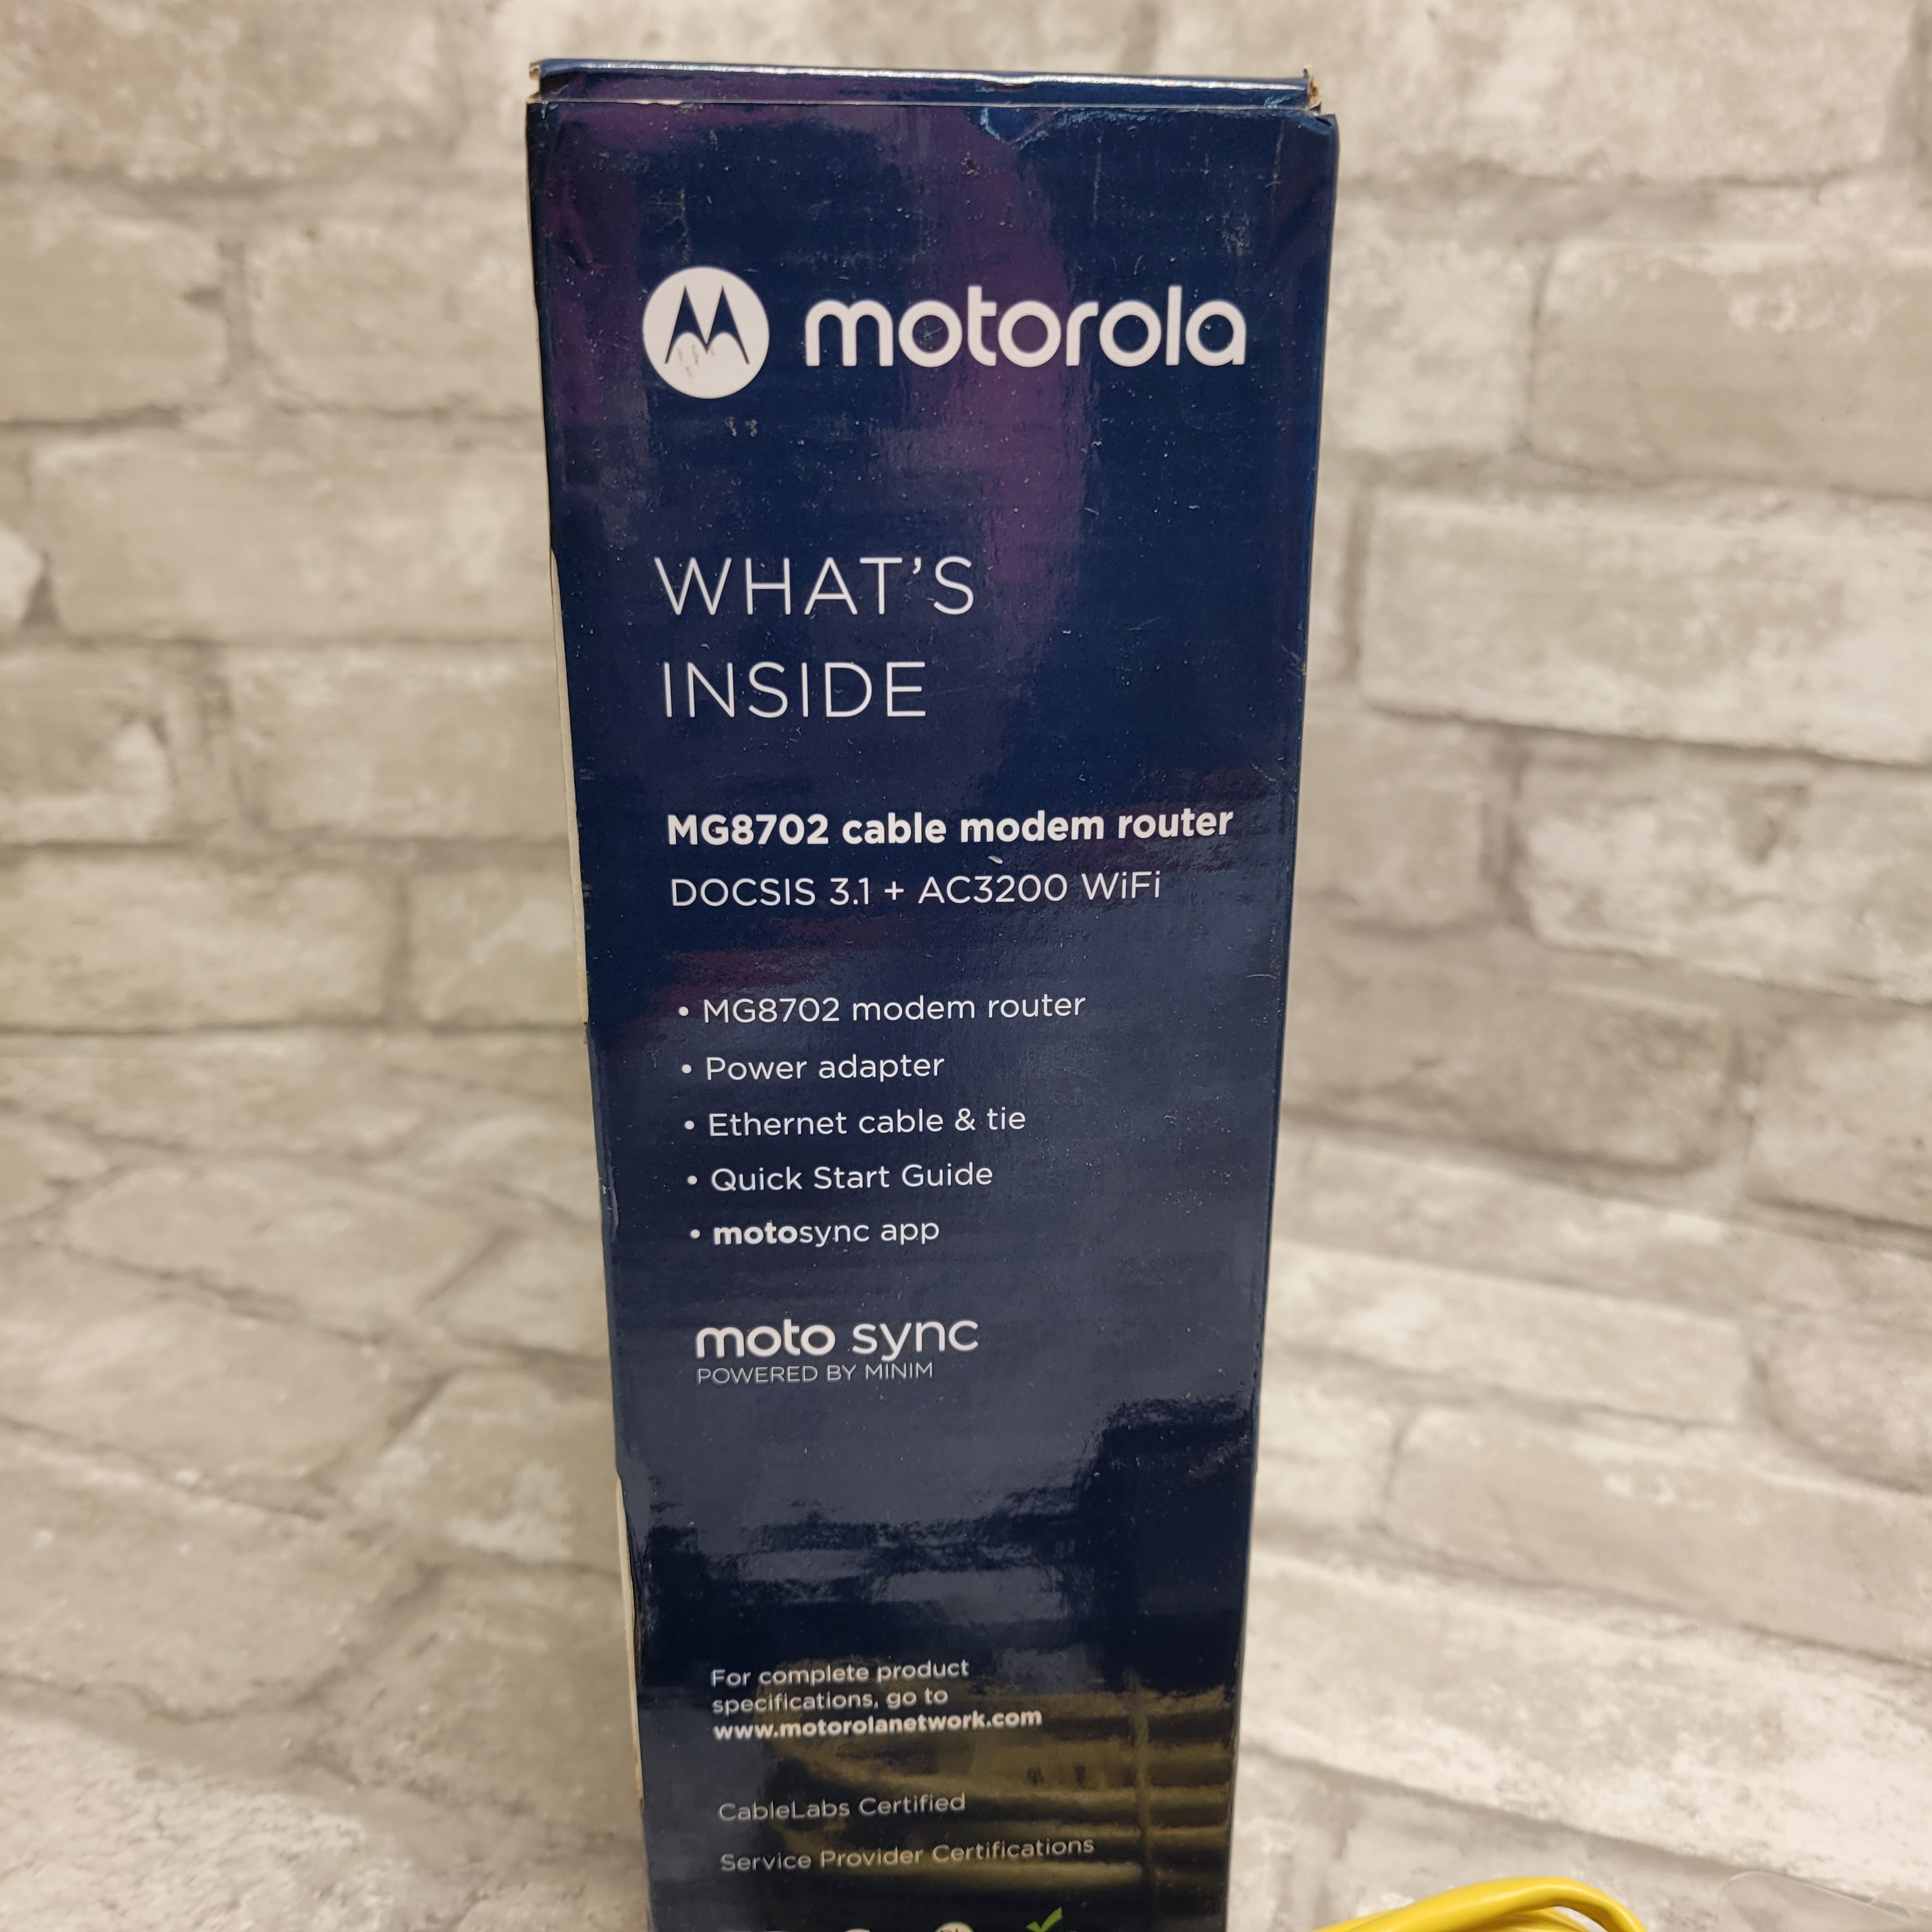 motorola
WHAT'S
INSIDE
MG8702 cable modem router
DOCSIS 3.1 + AC3200 WiFi
• MG8702 modem router
• Power adapter
• Ethernet cable & tie
• Quick Start Guide
• motosync app
moto sync
POWERED BY MINIM
For complete product
specifications, go to
www.motorolanetwork.com
CableLabs Certified
Service Provider Certifications